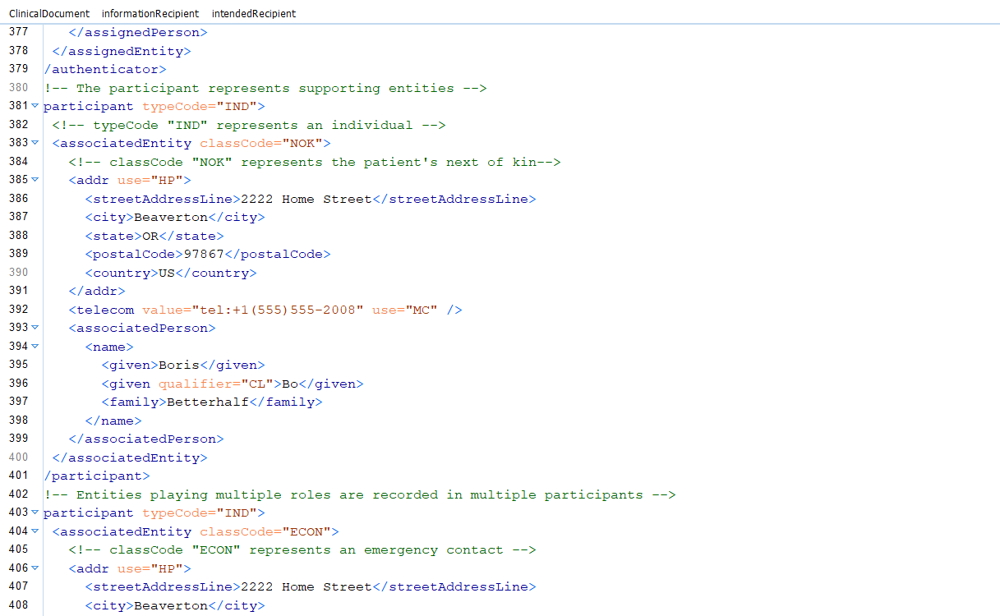 ClinicalDocument informationRecipient intendedRecipient
377 </assignedPerson>
378 </assignedEntity>
379 /authenticator>
380 !-- The participant represents supporting entities -->
381 participant typeCode="IND">
382 <!-- typeCode "IND" represents an individual -->
383 <associatedEntity classCode="NOK">
384 <!-- classCode "NOK" represents the patient's next of kin-->
385 <addr use="HP">
386 <streetAddressLine>2222 Home Street</streetAddressLine>
387 <city>Beaverton</city>
388 <state>OR</state>
389 <postalCode>97867</postalCode>
390 <country>US</country>
391 </addr>
392 <telecom value="tel:+1(555)555-2008" use="MC" />
393 <associatedPerson>
394 <name>
395 <given>Boris</given>
396 <given qualifier="CL">Bo</given>
397 <family>Betterhalf</family>
398 </name>
399 </associatedPerson>
400 </associatedEntity>
401 /participant>
402 !-- Entities playing multiple roles are recorded in multiple participants -->
403 participant typeCode="IND">
404 <associatedEntity classCode="ECON">
405 <!-- classCode "ECON" represents an emergency contact -->
406 <addr use="HP">
407 <streetAddressLine>2222 Home Street</streetAddressLine>
408 <city>Beaverton</city>